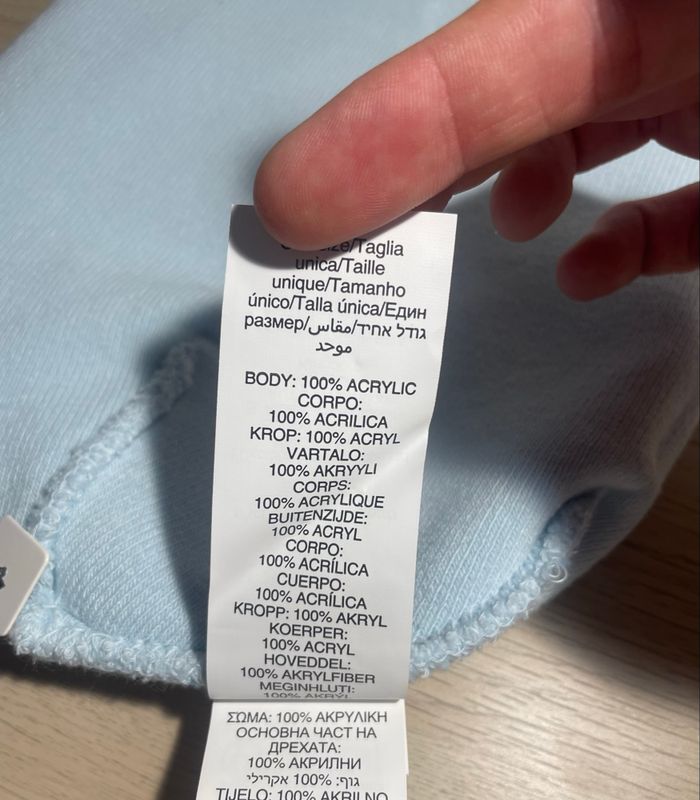 size/Taglia
unica/Taille
unique/Tamanho
único/Talla única/Един
размер/גודל אחיד/مقاس
موحد
BODY: 100% ACRYLIC
CORPO:
100% ACRILICA
KROP: 100% ACRYL
VARTALO:
100% AKRYYLI
CORPS:
100% ACRYLIQUE
BUITENZIJDE:
100% ACRYL
CORPO:
100% ACRÍLICA
CUERPO:
100% ACRÍLICA
KROPP: 100% AKRYL
KOERPER:
100% ACRYL
HOVEDDEL:
100% AKRYLFIBER
MEGINHLUTI:
100% AKRÝL
ΣΩΜΑ: 100% ΑΚΡΥΛΙΚΗ
ОСНОВНА ЧАСТ НА
ДРЕХАТА:
100% АКРИЛНИ
גוף: 100% אקרילי
TIJELO: 100% AKRILNO